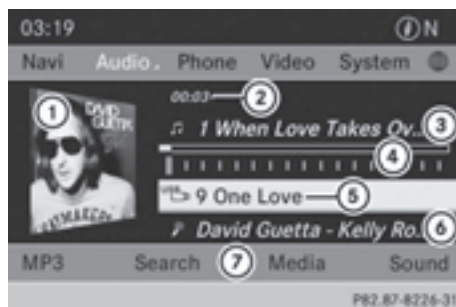 03:19 N
Navi Audio Phone Video System
1 DAVID GUETTA 00:03 2
1 When Love Takes Ov.. 3
4
USB 9 One Love 5
David Guetta - Kelly Ro.. 6
MP3 Search 7 Media Sound
P82.87-8226-31